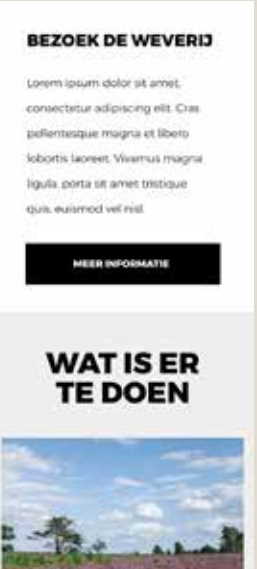 BEZOEK DE WEVERIJ
Lorem ipsum dolor sit amet,
consectetur adipiscing elit. Cras
pellentesque magna et libero
lobortis laoreet. Vivamus magna
ligula, porta sit amet tristique
quis, euismod vel nisl.
MEER INFORMATIE
WAT IS ER
TE DOEN